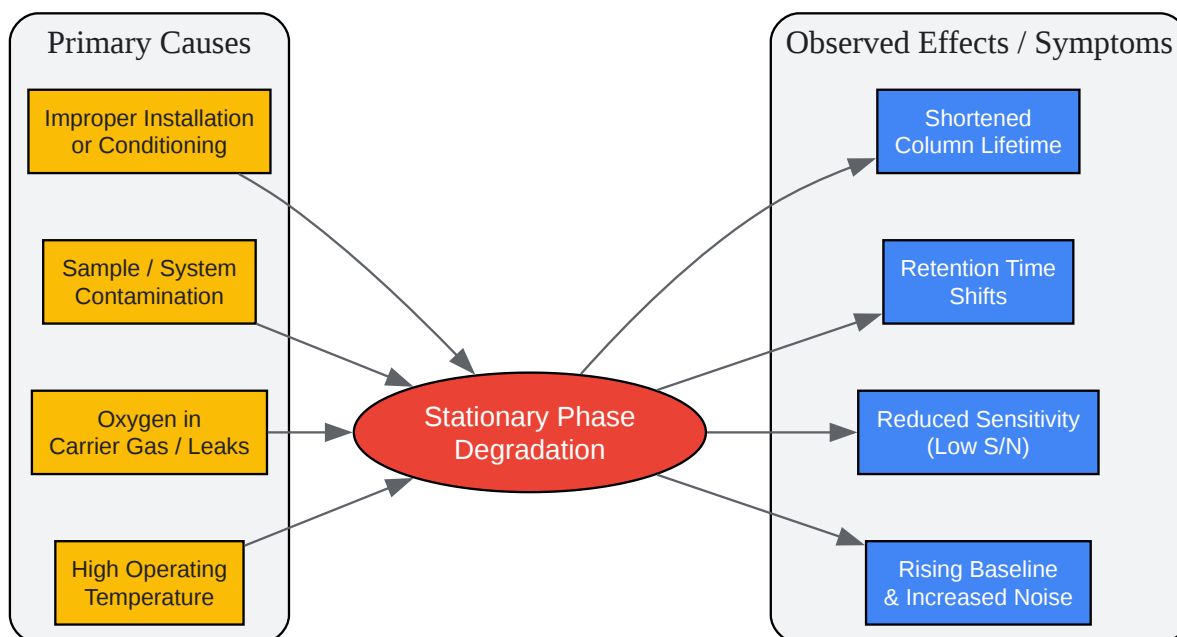 Primary Causes
Improper Installation
or Conditioning
Sample / System
Contamination
Oxygen in
Carrier Gas / Leaks
High Operating
Temperature
Stationary Phase
Degradation
Observed Effects / Symptoms
Shortened
Column Lifetime
Retention Time
Shifts
Reduced Sensitivity
(Low S/N)
Rising Baseline
& Increased Noise